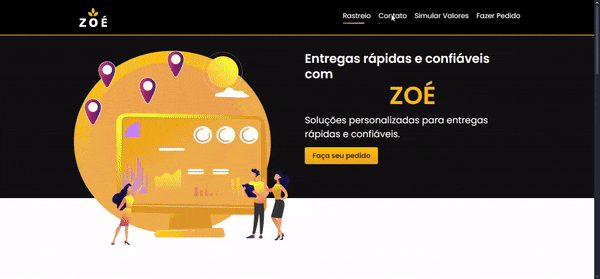 ZOÉ
Rastreio Contato Simular Valores Fazer Pedido
Entregas rápidas e confiáveis
com
ZOÉ
Soluções personalizadas para entregas
rápidas e confiáveis.
Faça seu pedido